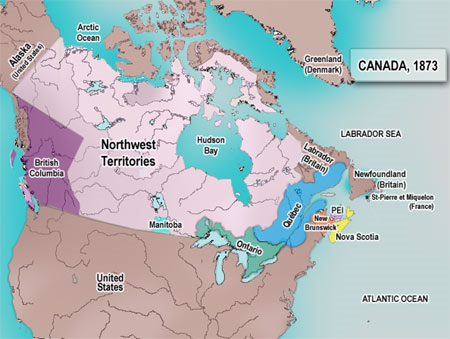 Arctic
Ocean
Alaska
(United States)
Greenland
(Denmark)
CANADA, 1873
LABRADOR SEA
Northwest
Territories
Hudson
Bay
British
Columbia
Labrador
(Britain)
Newfoundland
(Britain)
St-Pierre et Miquelon
(France)
Manitoba
Québec
PEI
New
Brunswick
Nova Scotia
Ontario
United
States
ATLANTIC OCEAN